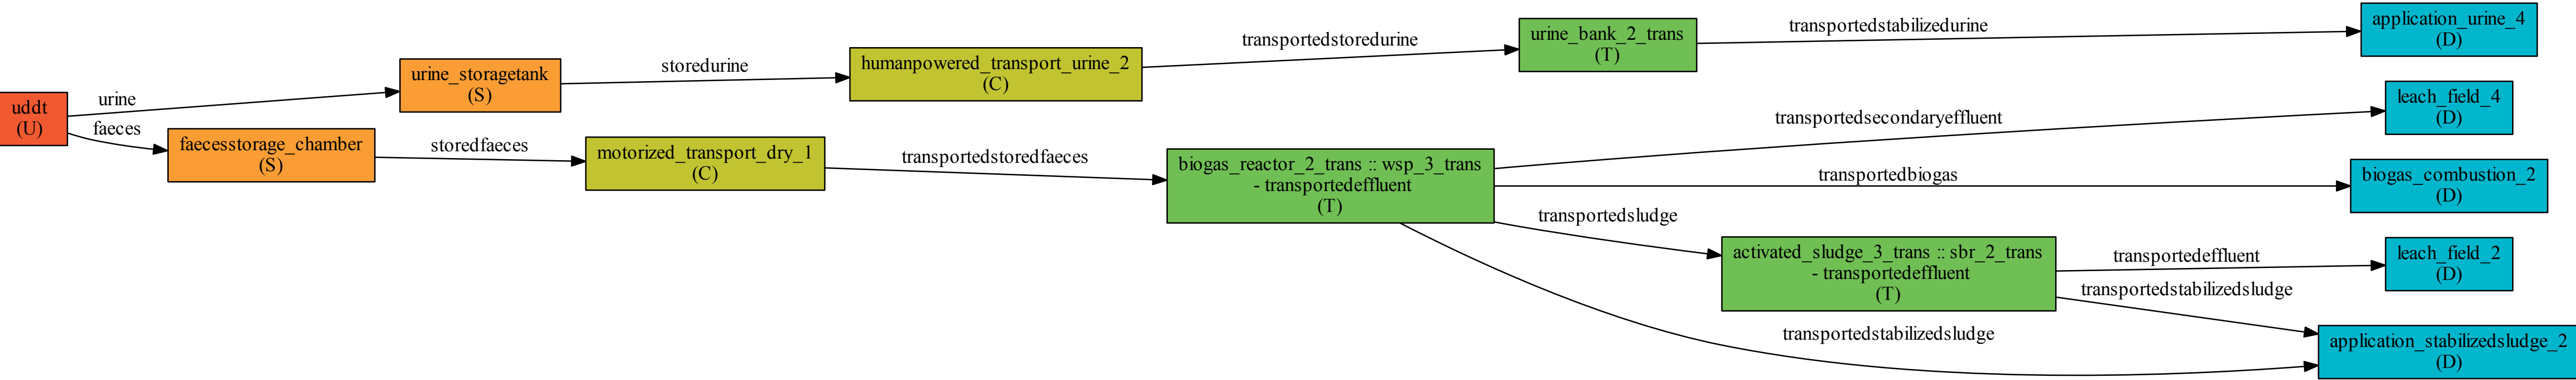 uddt
(U)
urine
faeces
urine_storagetank
(S)
faecesstorage_chamber
(S)
storedurine
storedfaeces
humanpowered_transport_urine_2
(C)
motorized_transport_dry_1
(C)
transportedstoredurine
transportedstoredfaeces
urine_bank_2_trans
(T)
biogas_reactor_2_trans :: wsp_3_trans
- transportedeffluent
(T)
transportedstabilizedurine
transportedsecondaryeffluent
transportedbiogas
transportedsludge
activated_sludge_3_trans :: sbr_2_trans
- transportedeffluent
(T)
transportedeffluent
transportedstabilizedsludge
transportedstabilizedsludge
application_urine_4
(D)
leach_field_4
(D)
biogas_combustion_2
(D)
leach_field_2
(D)
application_stabilizedsludge_2
(D)